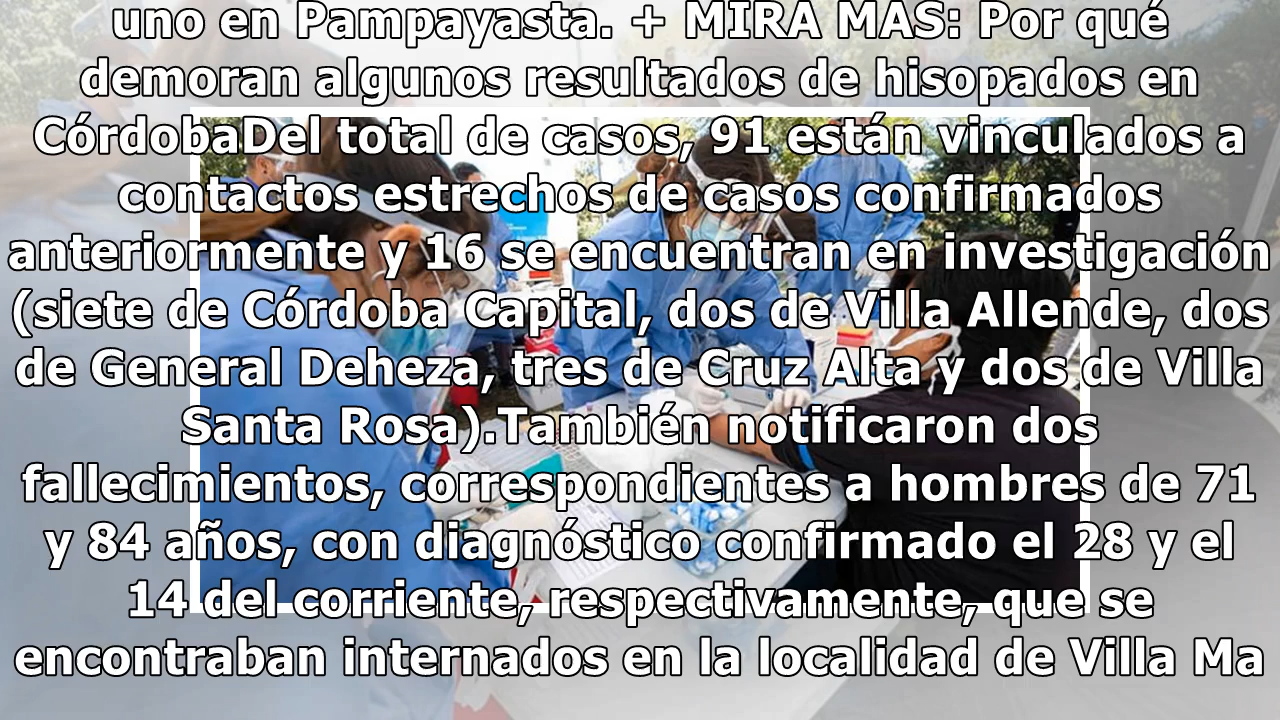 uno en Pampayasta. + MIRA MÁS: Por qué
demoran algunos resultados de hisopados en
CórdobaDel total de casos, 91 están vinculados a
contactos estrechos de casos confirmados
anteriormente y 16 se encuentran en investigación
(siete de Córdoba Capital, dos de Villa Allende, dos
de General Deheza, tres de Cruz Alta y dos de Villa
Santa Rosa).También notificaron dos
fallecimientos, correspondientes a hombres de 71
y 84 años, con diagnóstico confirmado el 28 y el
14 del corriente, respectivamente, que se
encontraban internados en la localidad de Villa Ma